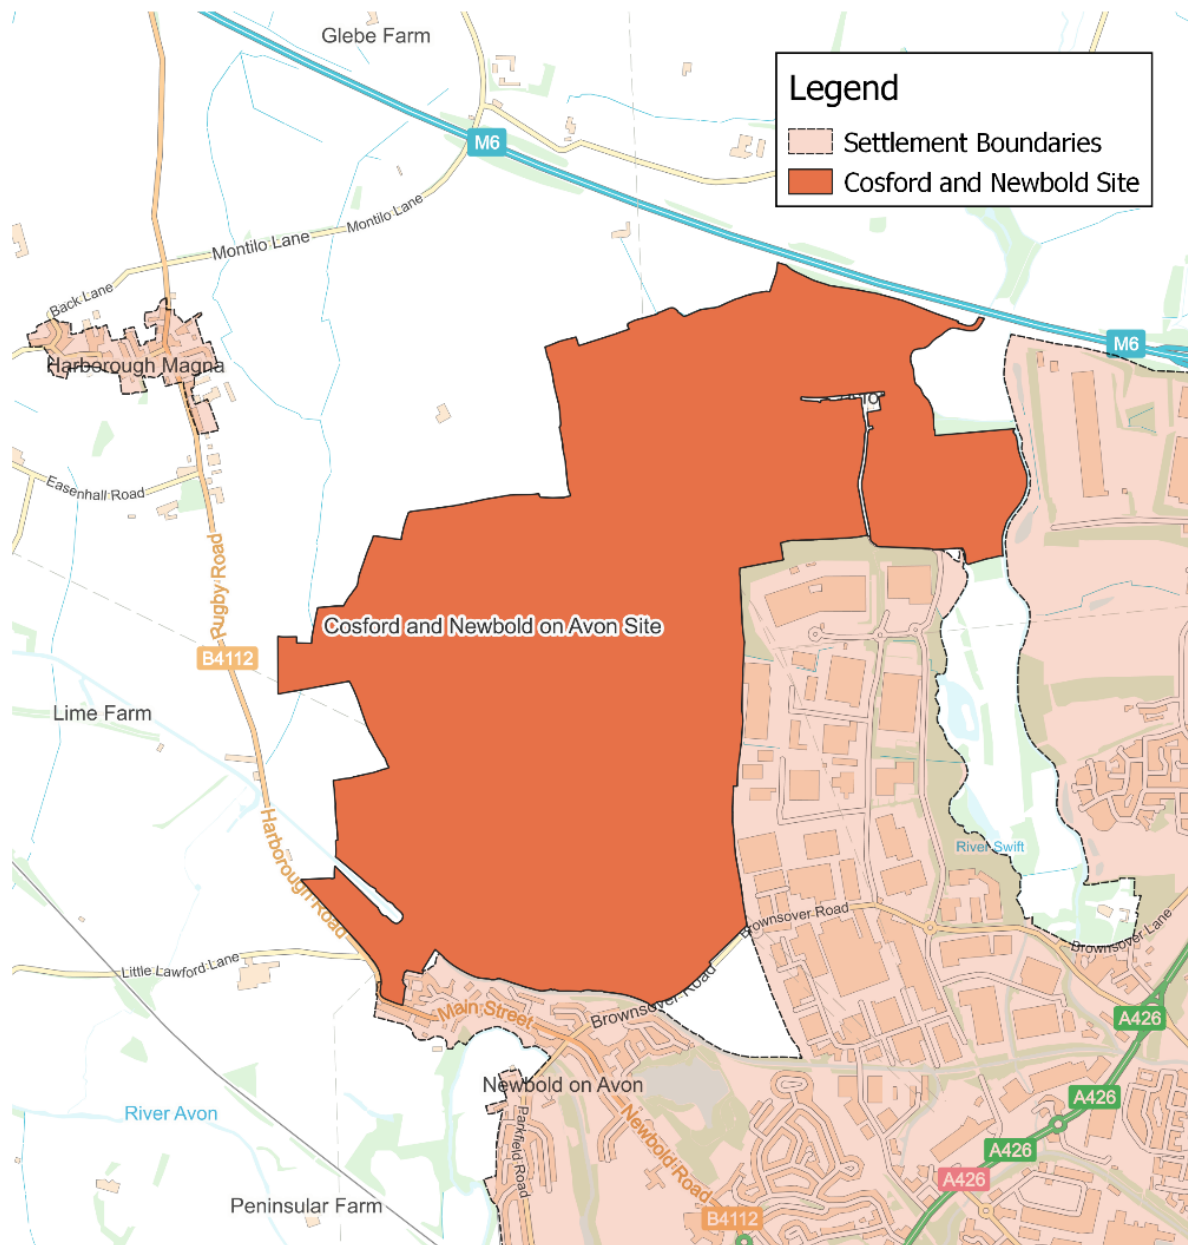 Glebe Farm
Legend
Settlement Boundaries
Cosford and Newbold Site
M6
Montilo Lane
Montilo Lane
Back Lane
M6
Harborough Magna
Easenhall Road
Rugby Road
Cosford and Newbold on Avon Site
B4112
Lime Farm
Harborough Road
River Swift
Brownsover Road
Brownsover Lane
Little Lawford Lane
Main Street
Brownsover Road
A426
Newbold on Avon
A426
River Avon
Parkfield Road
Newbold Road
A426
A426
Peninsular Farm
B4112